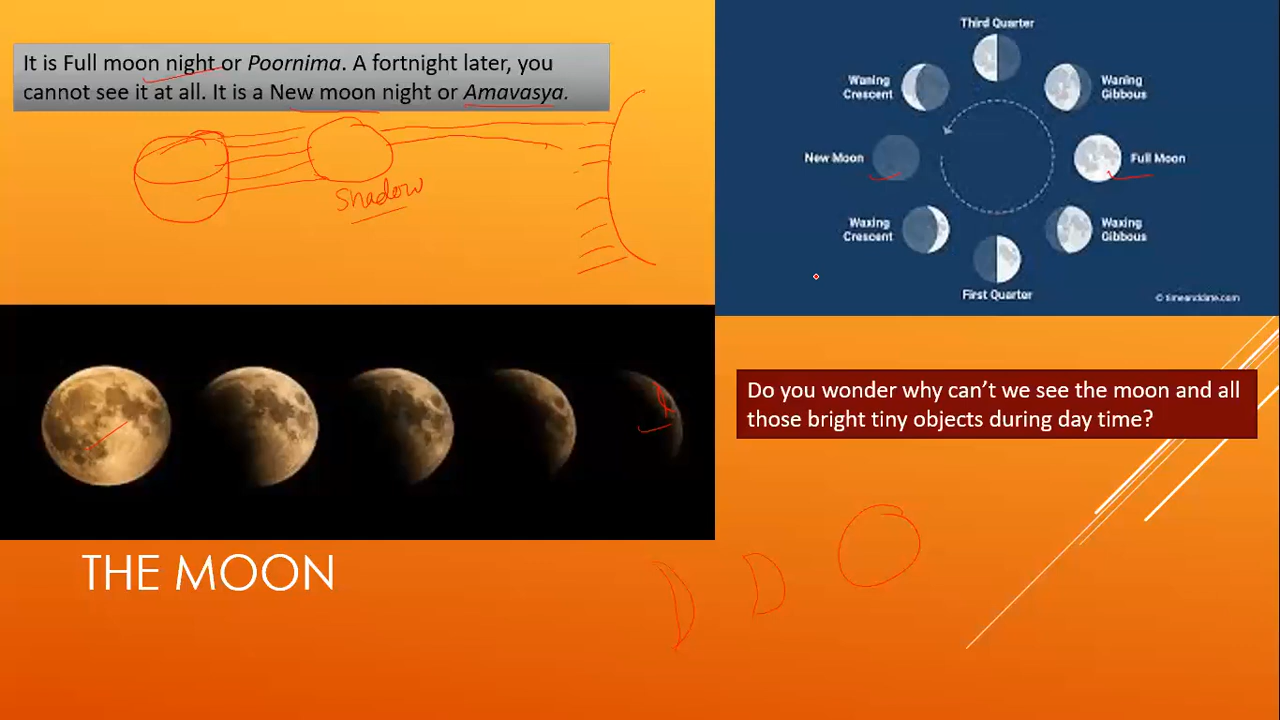 It is Full moon night or Poornima. A fortnight later, you
cannot see it at all. It is a New moon night or Amavasya.
Shadow
Third Quarter
Waning
Crescent
Waning
Gibbous
New Moon
Full Moon
Waxing
Crescent
Waxing
Gibbous
First Quarter
© timeanddate.com
Do you wonder why can't we see the moon and all
those bright tiny objects during day time?
THE MOON